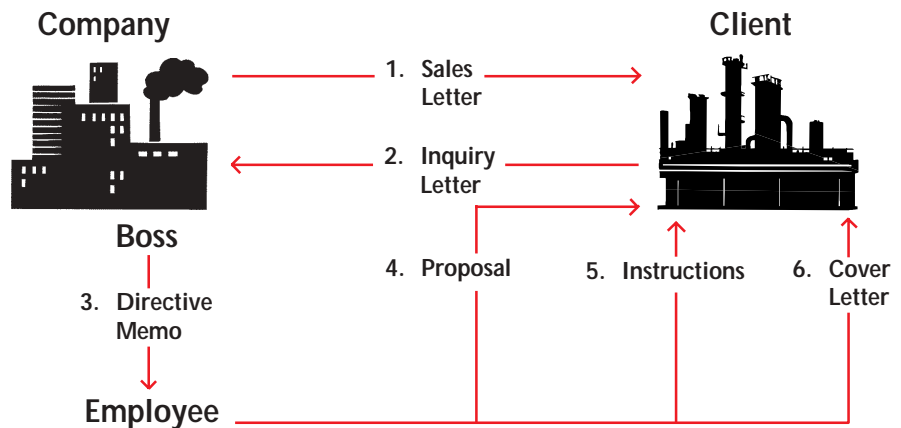 Company
Client
1. Sales
Letter
2. Inquiry
Letter
Boss
4. Proposal
5. Instructions
6. Cover
Letter
3. Directive
Memo
Employee